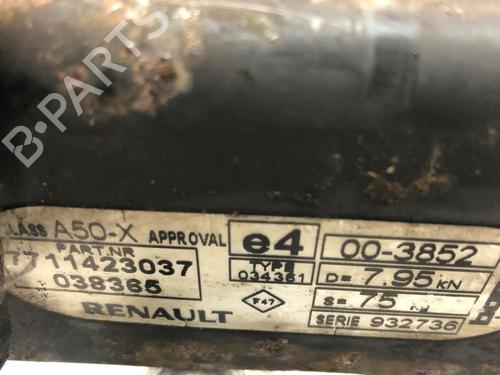 B-PARTS
LASS A50-X APPROVAL e4 00-3852
PART.NR TYPE D= 7.95 KN
7711423037 034361
038365 F47 S= 75 Kg
RENAULT SERIE 932736